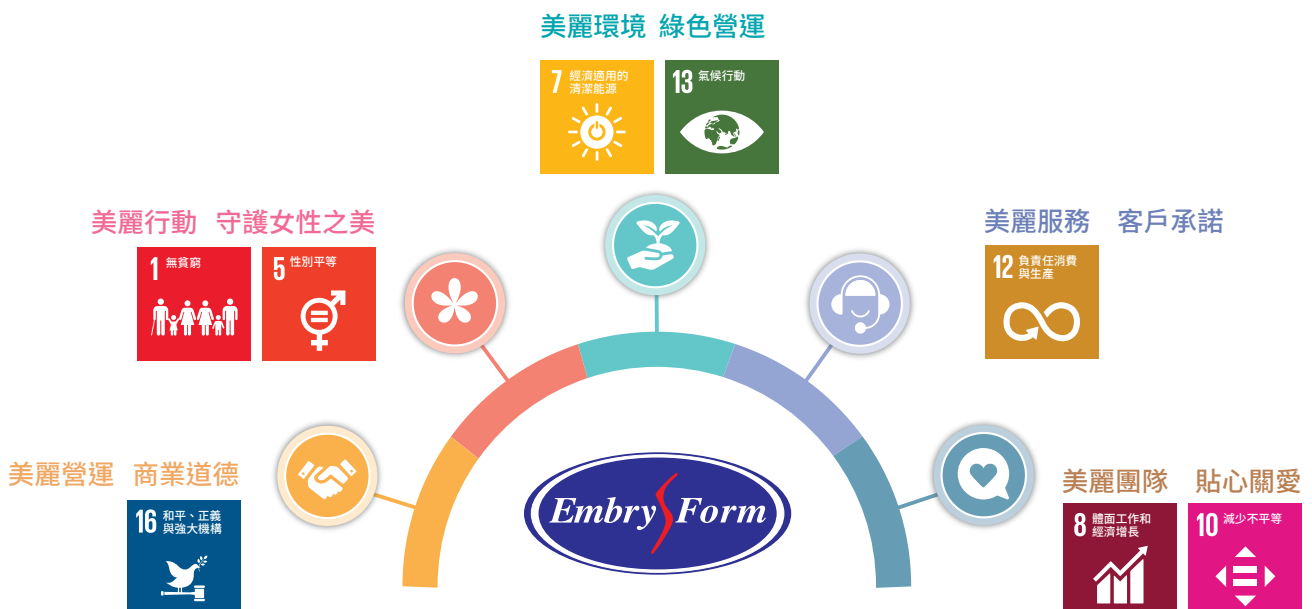 美麗環境 綠色營運
7 經濟適用的
清潔能源
13 氣候行動
美麗行動 守護女性之美
1 無貧窮
5 性別平等
美麗服務 客戶承諾
12 負責任消費
與生產
美麗營運 商業道德
16 和平、正義
與強大機構
Embry Form
美麗團隊 貼心關愛
8 體面工作和
經濟增長
10 減少不平等